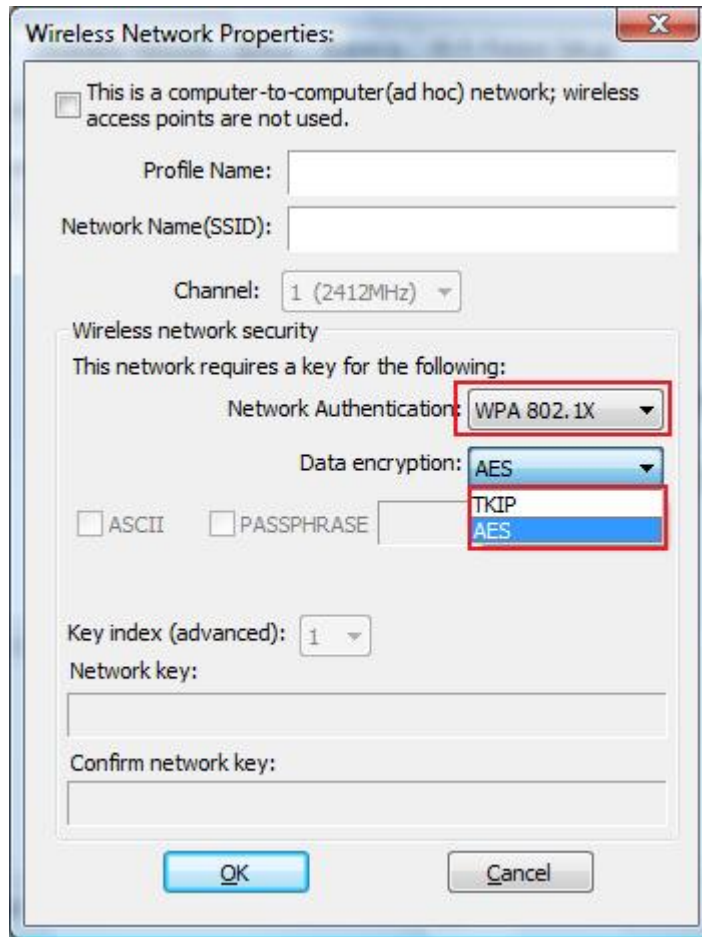 Wireless Network Properties:
This is a computer-to-computer(ad hoc) network; wireless
access points are not used.
Profile Name:
Network Name(SSID):
Channel: 1 (2412MHz)
Wireless network security
This network requires a key for the following:
Network Authentication: WPA 802.1X
Data encryption: AES
TKIP
ASCII PASSPHRASE AES
Key index (advanced): 1
Network key:
Confirm network key:
OK Cancel